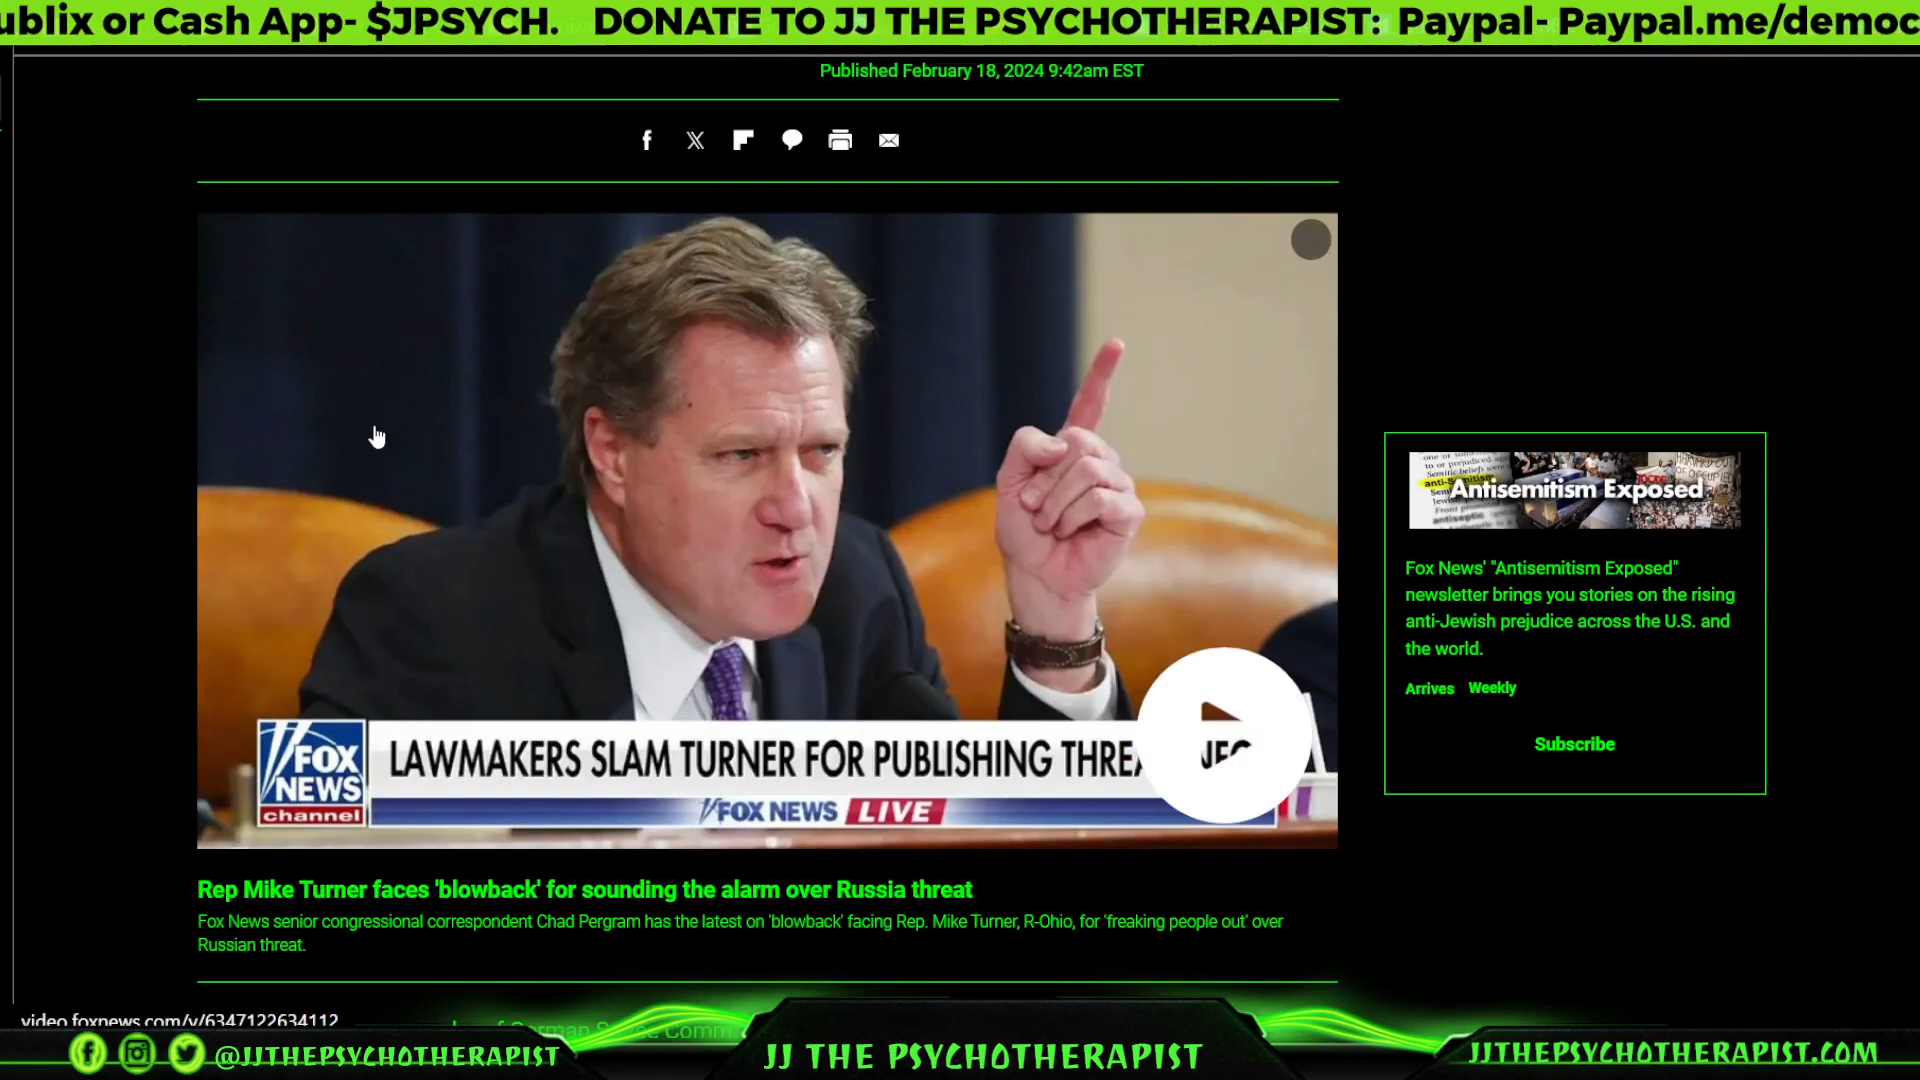 ublix or Cash App- $JPSYCH. DONATE TO JJ THE PSYCHOTHERAPIST: Paypal- Paypal.me/democ
Published February 18, 2024 9:42am EST
LAWMAKERS SLAM TURNER FOR PUBLISHING
FOX
NEWS
channel
FOX NEWS LIVE
Antisemitism Exposed
Fox News' "Antisemitism Exposed"
newsletter brings you stories on the rising
anti-Jewish prejudice across the U.S. and
the world.
Arrives Weekly
Subscribe
Rep Mike Turner faces 'blowback' for sounding the alarm over Russia threat
Fox News senior congressional correspondent Chad Pergram has the latest on 'blowback' facing Rep. Mike Turner, R-Ohio, for 'freaking people out' over
Russian threat.
video.foxnews.com/v/6347122634112
@JJTHEPSYCHOTHERAPIST
JJ THE PSYCHOTHERAPIST
JJTHEPSYCHOTHERAPIST.COM